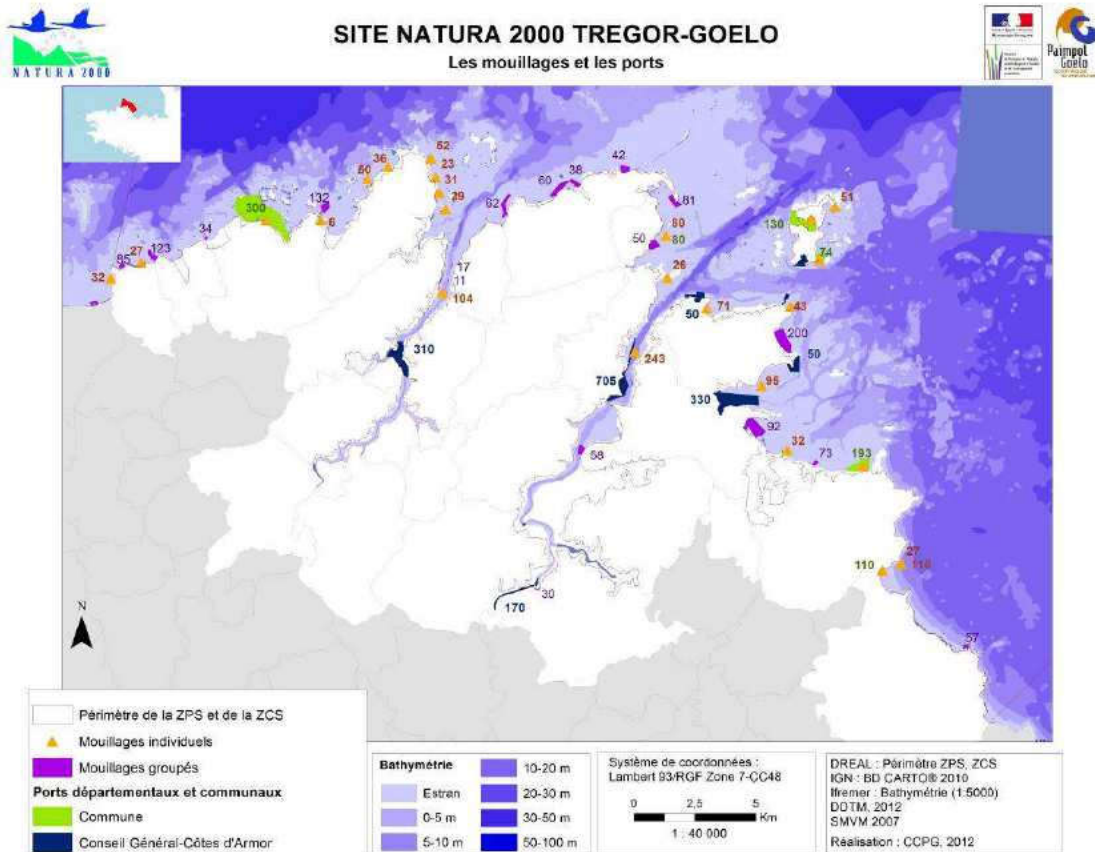 SITE NATURA 2000 TREGOR-GOELO
Les mouillages et les ports
NATURA 2000
Paimpol
Goelo
52
36
23
50
31
29
42
38
60
62
61
132
300
6
34
123
27
85
32
80
50
80
26
51
130
74
17
11
104
310
50
71
43
200
50
243
705
330
95
92
32
73
193
58
30
170
110
27
57
N
Périmètre de la ZPS et de la ZCS
Mouillages individuels
Mouillages groupés
Ports départementaux et communaux
Commune
Conseil Général-Côtes d'Armor
Bathymétrie
Estran
0-5 m
5-10 m
10-20 m
20-30 m
30-50 m
50-100 m
Système de coordonnées :
Lambert 93/RGF Zone 7-CC48
0 2,5 5
Km
1 : 40 000
DREAL : Périmètre ZPS, ZCS
IGN : BD CARTO® 2010
Ifremer : Bathymétrie (1:5000)
DDTM, 2012
SMVM 2007
Réalisation : CCPG, 2012